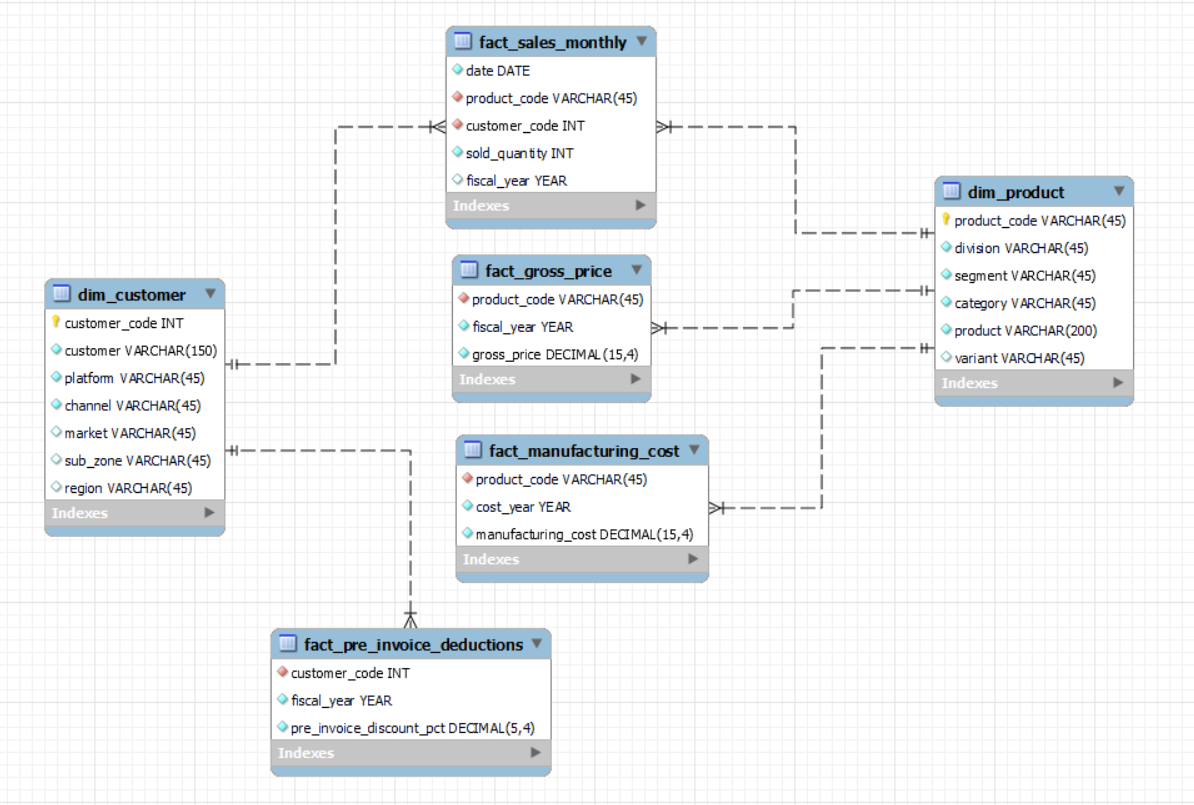 fact_sales_monthly
date DATE
product_code VARCHAR(45)
customer_code INT
sold_quantity INT
fiscal_year YEAR
Indexes
dim_product
product_code VARCHAR(45)
division VARCHAR(45)
segment VARCHAR(45)
category VARCHAR(45)
product VARCHAR(200)
variant VARCHAR(45)
Indexes
fact_gross_price
product_code VARCHAR(45)
fiscal_year YEAR
gross_price DECIMAL(15,4)
Indexes
dim_customer
customer_code INT
customer VARCHAR(150)
platform VARCHAR(45)
channel VARCHAR(45)
market VARCHAR(45)
sub_zone VARCHAR(45)
region VARCHAR(45)
Indexes
fact_manufacturing_cost
product_code VARCHAR(45)
cost_year YEAR
manufacturing_cost DECIMAL(15,4)
Indexes
fact_pre_invoice_deductions
customer_code INT
fiscal_year YEAR
pre_invoice_discount_pct DECIMAL(5,4)
Indexes